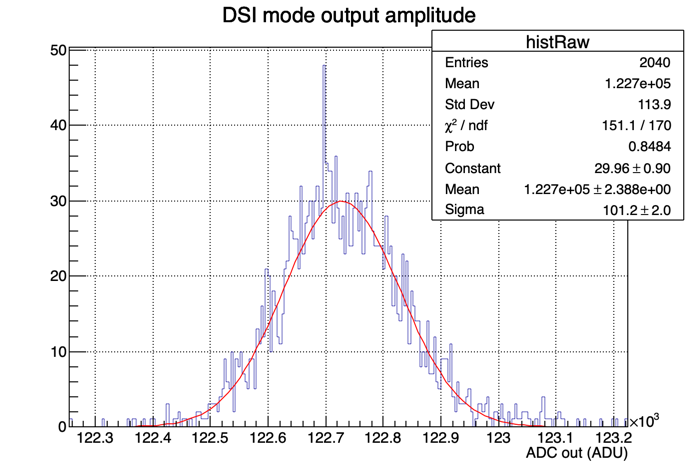 DSI mode output amplitude
histRaw
Entries 2040
Mean 1.227e+05
Std Dev 113.9
χ² / ndf 151.1 / 170
Prob 0.8484
Constant 29.96 ± 0.90
Mean 1.227e+05 ± 2.388e+00
Sigma 101.2 ± 2.0
50
40
30
20
10
0
×10³
122.3 122.4 122.5 122.6 122.7 122.8 122.9 123 123.1 123.2
ADC out (ADU)